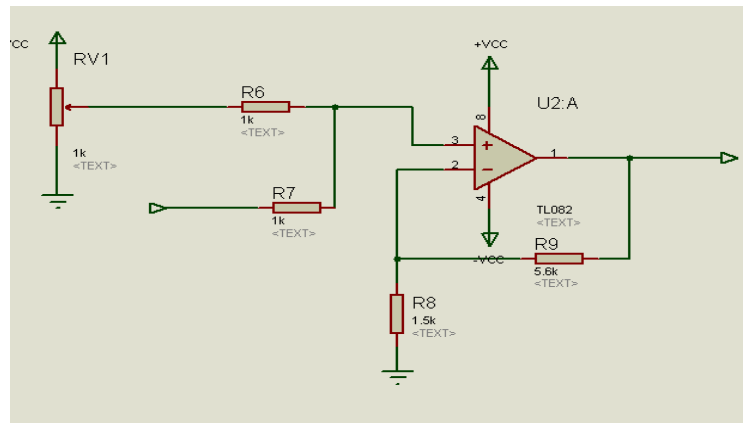 VCC
RV1
1k
<TEXT>
R6
1k
<TEXT>
R7
1k
<TEXT>
+VCC
U2:A
8
3
2
1
4
TL082
<TEXT>
-VCC
R9
5.6k
<TEXT>
R8
1.5k
<TEXT>